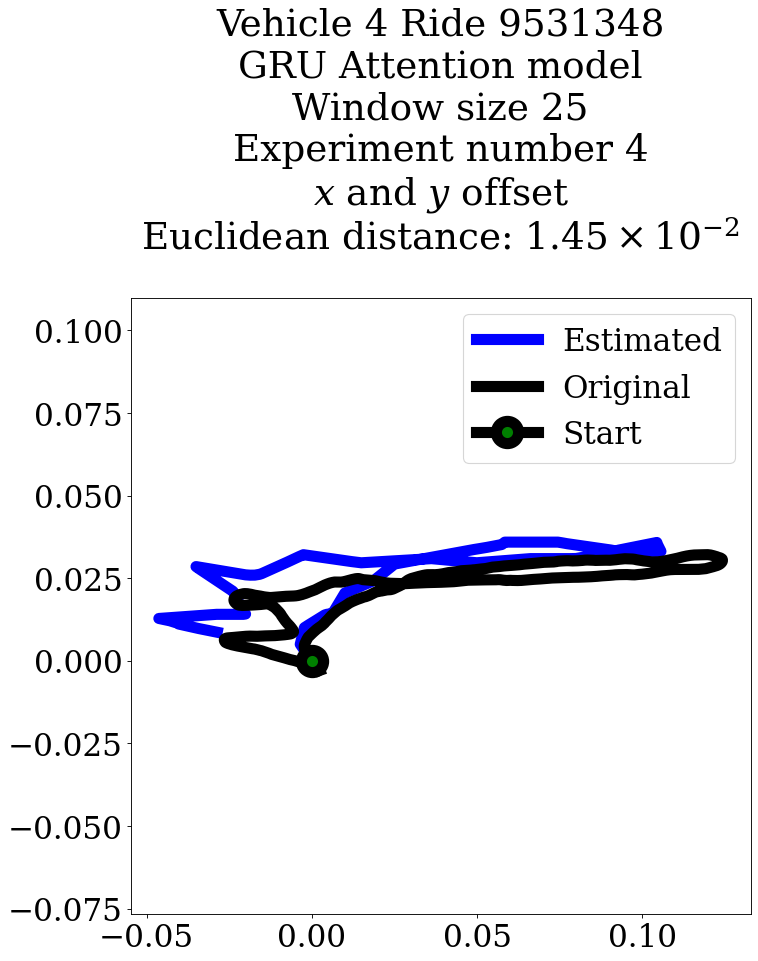 Vehicle 4 Ride 9531348
GRU Attention model
Window size 25
Experiment number 4
x and y offset
Euclidean distance: 1.45 × 10⁻²
Estimated
Original
Start
0.100
0.075
0.050
0.025
0.000
−0.025
−0.050
−0.075
−0.05 0.00 0.05 0.10